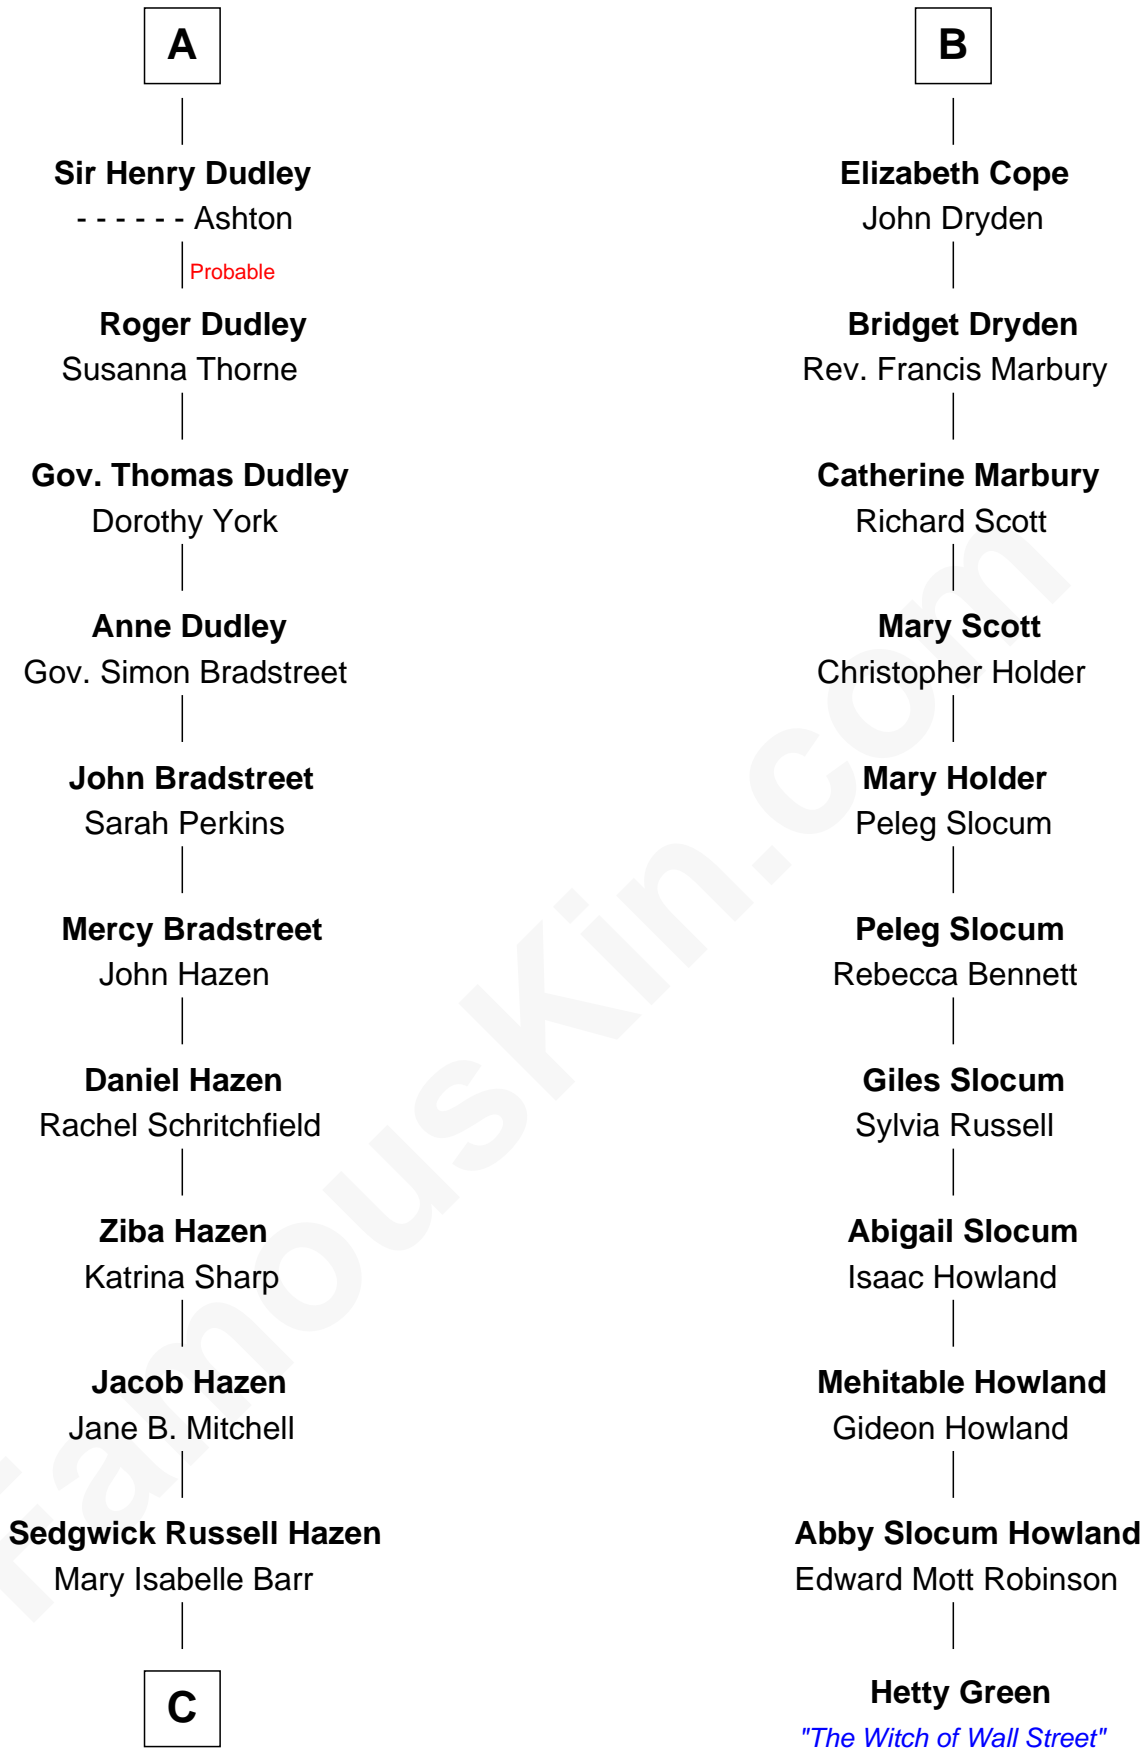 A
Sir Henry Dudley
- - - - - - Ashton
Probable
Roger Dudley
Susanna Thorne
Gov. Thomas Dudley
Dorothy York
Anne Dudley
Gov. Simon Bradstreet
John Bradstreet
Sarah Perkins
Mercy Bradstreet
John Hazen
Daniel Hazen
Rachel Schritchfield
Ziba Hazen
Katrina Sharp
Jacob Hazen
Jane B. Mitchell
Sedgwick Russell Hazen
Mary Isabelle Barr
C
B
Elizabeth Cope
John Dryden
Bridget Dryden
Rev. Francis Marbury
Catherine Marbury
Richard Scott
Mary Scott
Christopher Holder
Mary Holder
Peleg Slocum
Peleg Slocum
Rebecca Bennett
Giles Slocum
Sylvia Russell
Abigail Slocum
Isaac Howland
Mehitable Howland
Gideon Howland
Abby Slocum Howland
Edward Mott Robinson
Hetty Green
"The Witch of Wall Street"
FamousKin.com